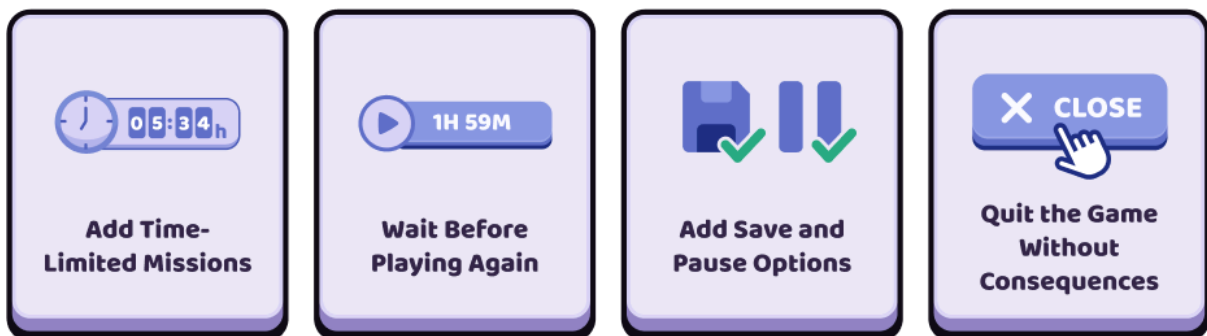 05:34h
Add Time-
Limited Missions
1H 59M
Wait Before
Playing Again
Add Save and
Pause Options
CLOSE
Quit the Game
Without
Consequences